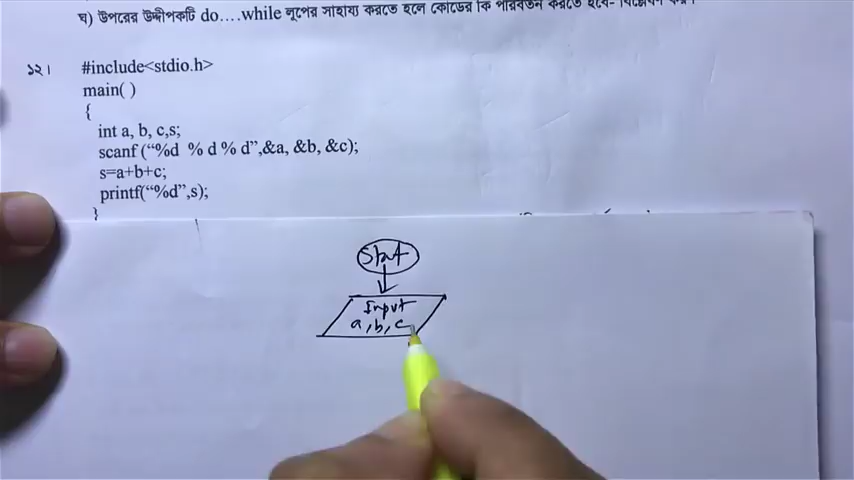 ঘ) উপরের উদ্দীপকটি do….while লুপের সাহায্য করতে হলে কোডের কি পরিবর্তন করতে হবে- বিশ্লেষণ কর।
১২।
#include<stdio.h>
main( )
{
int a, b, c,s;
scanf (“%d % d % d”,&a, &b, &c);
s=a+b+c;
printf(“%d”,s);
}
Start
Input
a, b, c